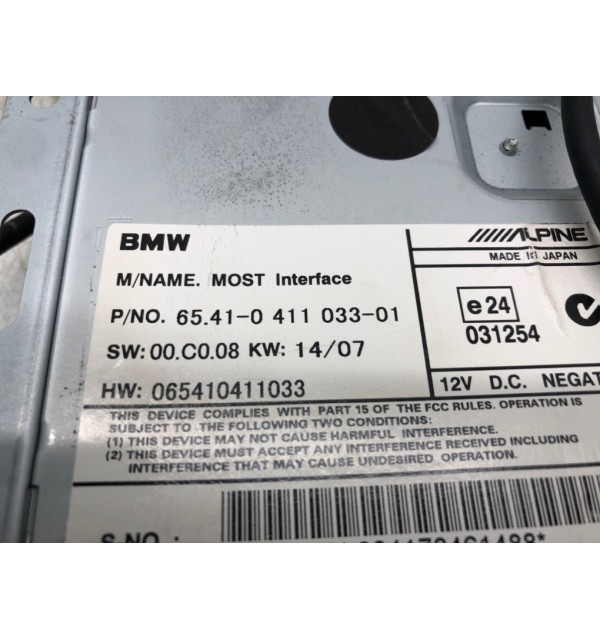 BMW
M/NAME. MOST Interface
P/NO. 65.41-0 411 033-01
SW: 00.C0.08 KW: 14/07
HW: 065410411033
ALPINE
MADE IN JAPAN
e24
031254
12V D.C. NEGAT
THIS DEVICE COMPLIES WITH PART 15 OF THE FCC RULES. OPERATION IS
SUBJECT TO THE FOLLOWING TWO CONDITIONS:
(1) THIS DEVICE MAY NOT CAUSE HARMFUL INTERFERENCE.
(2) THIS DEVICE MUST ACCEPT ANY INTERFERENCE RECEIVED INCLUDING
INTERFERENCE THAT MAY CAUSE UNDESIRED OPERATION.
S.NO. :